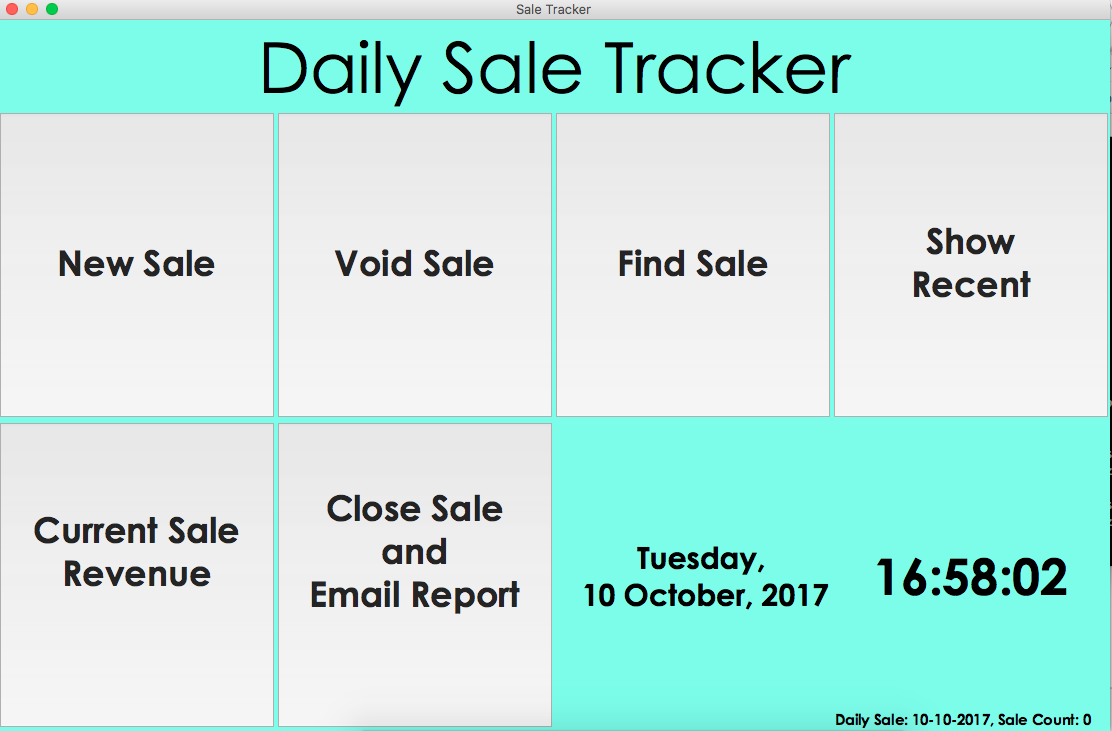 Sale Tracker
Daily Sale Tracker
New Sale
Void Sale
Find Sale
Show
Recent
Current Sale
Revenue
Close Sale
and
Email Report
Tuesday,
10 October, 2017
16:58:02
Daily Sale: 10-10-2017, Sale Count: 0